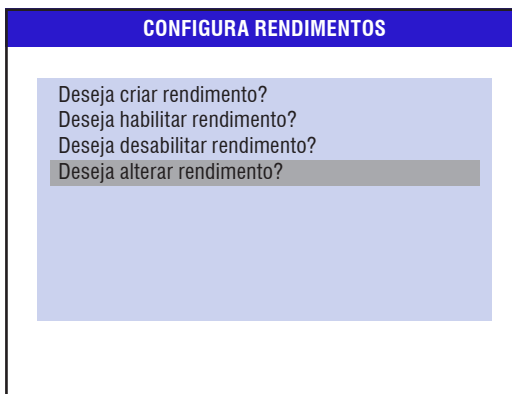 CONFIGURA RENDIMENTOS
Deseja criar rendimento?
Deseja habilitar rendimento?
Deseja desabilitar rendimento?
Deseja alterar rendimento?